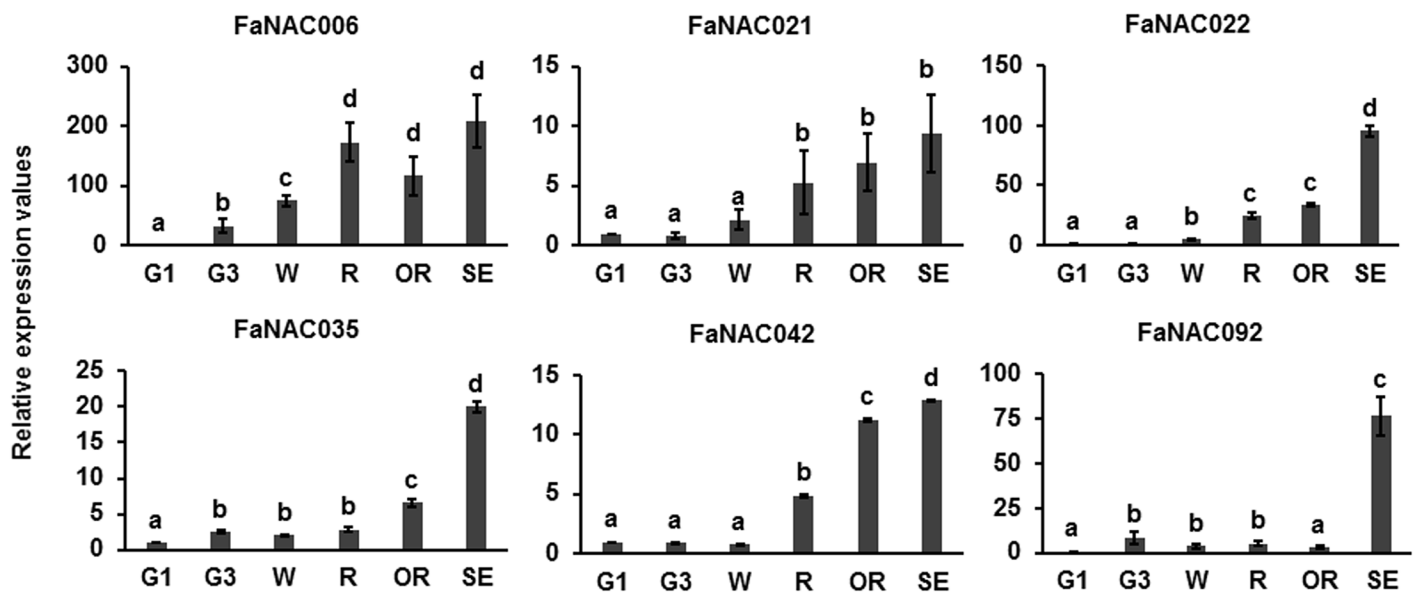 Relative expression values
FaNAC006
300
200
100
0
a
b
c
d
d
d
G1 G3 W R OR SE
FaNAC021
15
10
5
0
a
a
a
b
b
b
G1 G3 W R OR SE
FaNAC022
150
100
50
0
a
a
b
c
c
d
G1 G3 W R OR SE
FaNAC035
25
20
15
10
5
0
a
b
b
b
c
d
G1 G3 W R OR SE
FaNAC042
15
10
5
0
a
a
a
b
c
d
G1 G3 W R OR SE
FaNAC092
100
75
50
25
0
a
b
b
b
a
c
G1 G3 W R OR SE